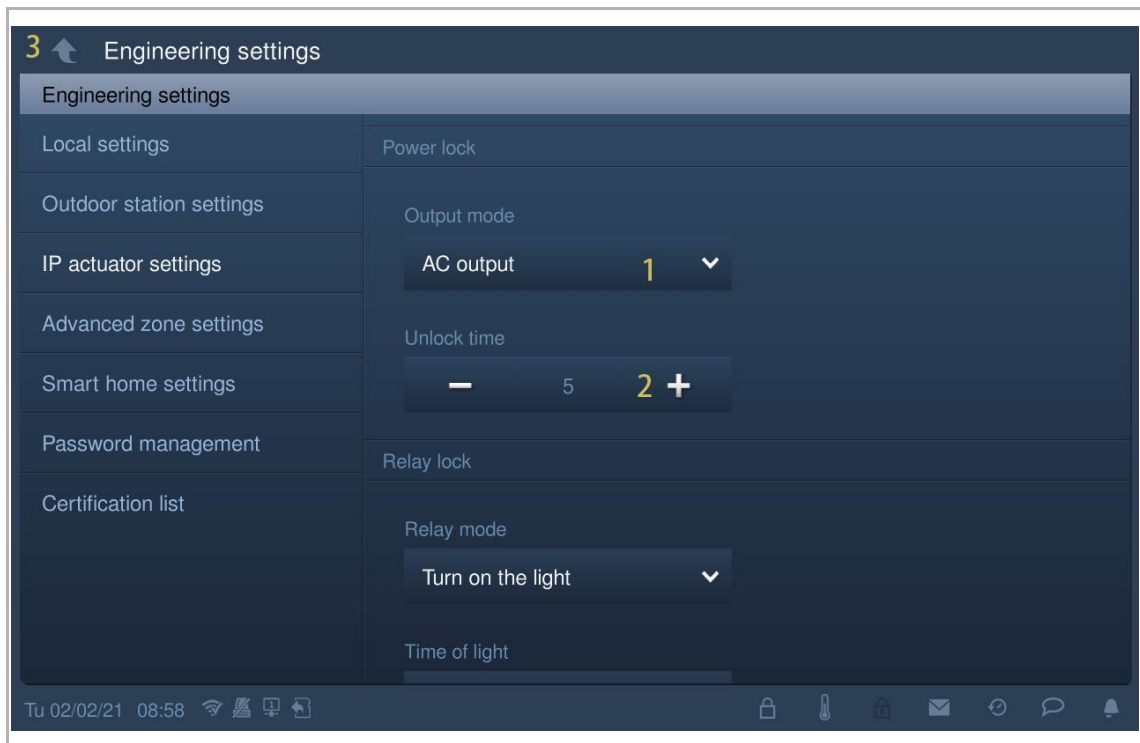 3 Engineering settings
Engineering settings
Local settings
Outdoor station settings
IP actuator settings
Advanced zone settings
Smart home settings
Password management
Certification list
Power lock
Output mode
AC output 1
Unlock time
5 2
Relay lock
Relay mode
Turn on the light
Time of light
Tu 02/02/21 08:58 1